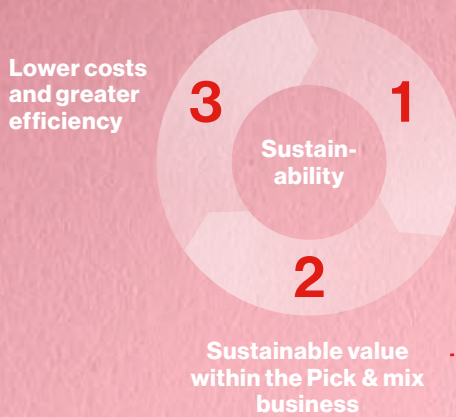 Lower costs
and greater
efficiency
3
1
Sustain-
ability
2
Sustainable value
within the Pick & mix
business